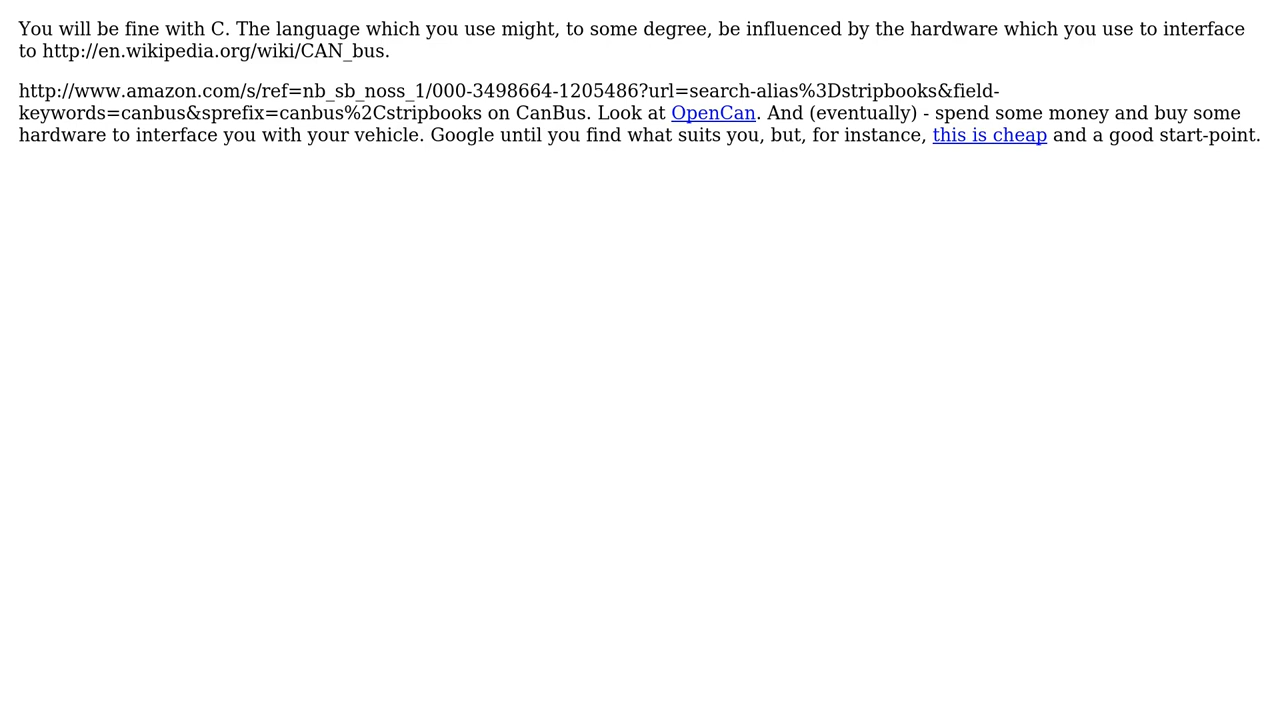 You will be fine with C. The language which you use might, to some degree, be influenced by the hardware which you use to interface
to http://en.wikipedia.org/wiki/CAN_bus.
http://www.amazon.com/s/ref=nb_sb_noss_1/000-3498664-1205486?url=search-alias%3Dstripbooks&field-
keywords=canbus&sprefix=canbus%2Cstripbooks on CanBus. Look at OpenCan. And (eventually) - spend some money and buy some
hardware to interface you with your vehicle. Google until you find what suits you, but, for instance, this is cheap and a good start-point.